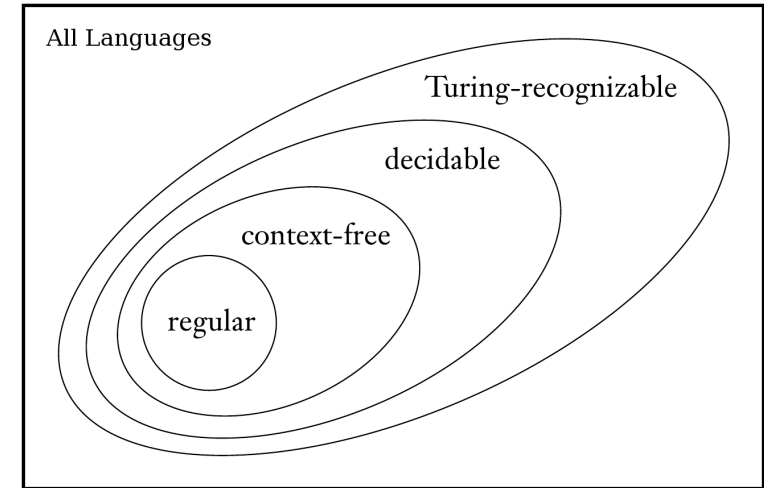 All Languages
Turing-recognizable
decidable
context-free
regular